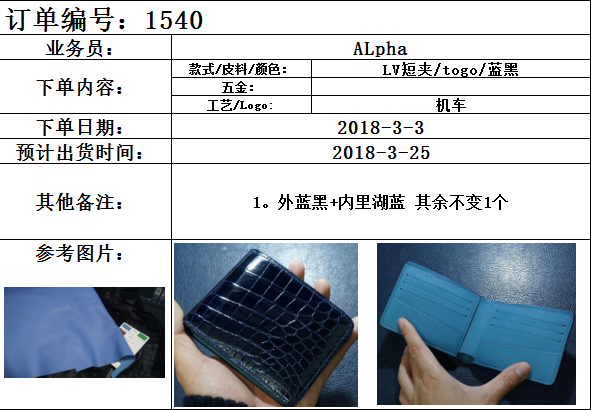 订单编号：1540
业务员： ALpha
下单内容： 款式/皮料/颜色： LV短夹/togo/蓝黑
五金：
工艺/Logo: 机车
下单日期： 2018-3-3
预计出货时间： 2018-3-25
其他备注： 1。外蓝黑+内里湖蓝 其余不变1个
参考图片：